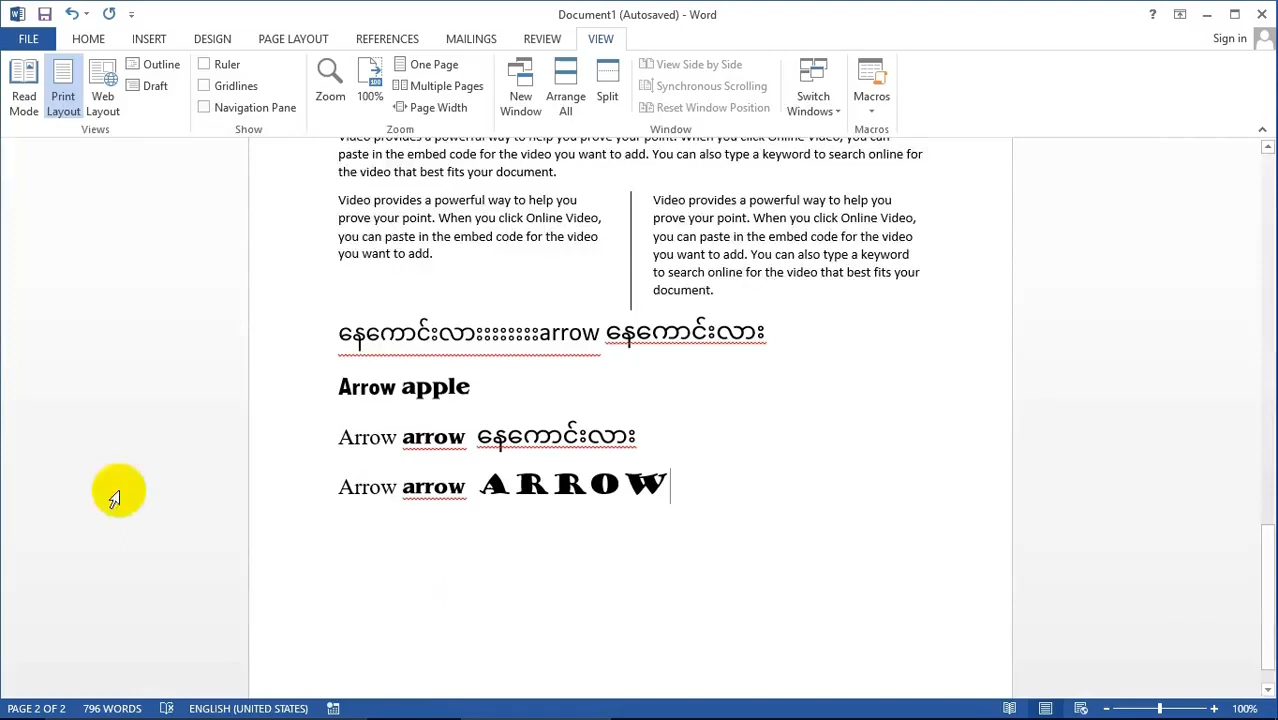 Document1 (Autosaved) - Word
?
FILE HOME INSERT DESIGN PAGE LAYOUT REFERENCES MAILINGS REVIEW VIEW
Sign in
Read Mode
Print Layout
Web Layout
Outline
Draft
Views
Ruler
Gridlines
Navigation Pane
Show
Zoom
100
100%
One Page
Multiple Pages
Page Width
Zoom
New Window
Arrange All
Split
View Side by Side
Synchronous Scrolling
Reset Window Position
Window
Switch Windows
Macros
Macros
Video provides a powerful way to help you prove your point. When you click Online Video, you can
paste in the embed code for the video you want to add. You can also type a keyword to search online for
the video that best fits your document.
Video provides a powerful way to help you
prove your point. When you click Online Video,
you can paste in the embed code for the video
you want to add.
Video provides a powerful way to help you
prove your point. When you click Online Video,
you can paste in the embed code for the video
you want to add. You can also type a keyword
to search online for the video that best fits your
document.
နေကောင်းလားးးးးးးးးarrow နေကောင်းလား
Arrow apple
Arrow arrow နေကောင်းလား
Arrow arrow ARROW
PAGE 2 OF 2 796 WORDS ENGLISH (UNITED STATES) 100%